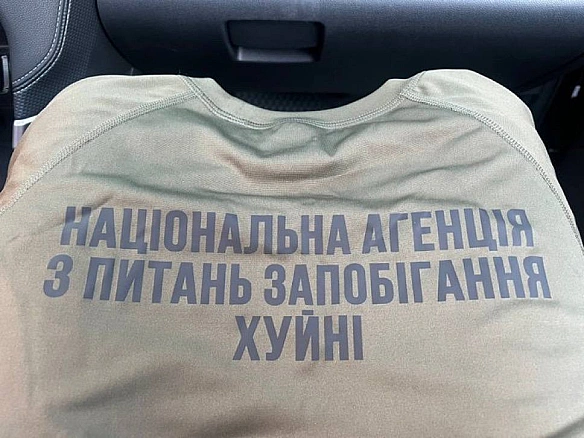 НАЦІОНАЛЬНА АГЕНЦІЯ
З ПИТАНЬ ЗАПОБІГАННЯ
ХУЙНІ